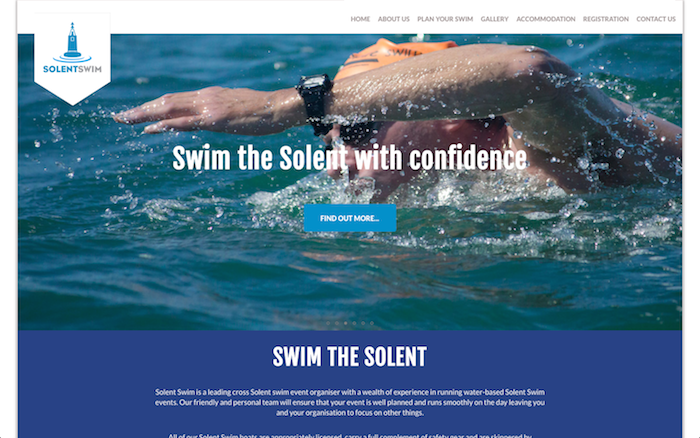 HOME ABOUT US PLAN YOUR SWIM GALLERY ACCOMMODATION REGISTRATION CONTACT US
SOLENTSWIM
Swim the Solent with confidence
FIND OUT MORE...
SWIM THE SOLENT
Solent Swim is a leading cross Solent swim event organiser with a wealth of experience in running water-based Solent Swim
events. Our friendly and personal team will ensure that your event is well planned and runs smoothly on the day leaving you
and your organisation to focus on other things.
All of our Solent Swim boats are appropriately licensed, carry a full complement of safety gear and are skippered by